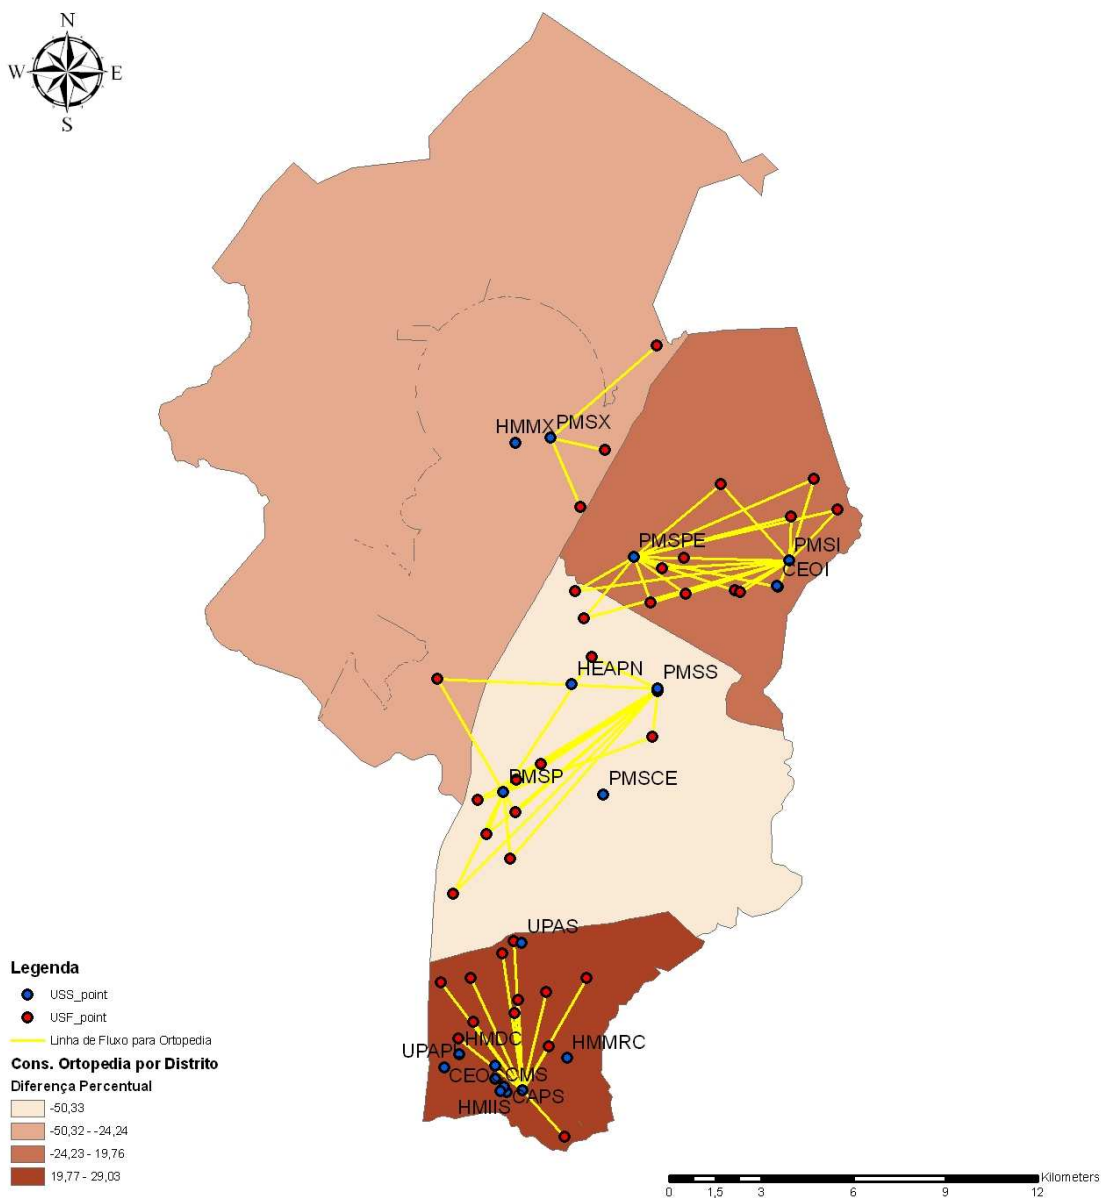 N
W E
S
HMMX PMSX
PMSPE
PMSI
CEOI
HEAPN
PMSS
PMSP
PMSCE
UPAS
HMDC
HMMRC
UPAP
CEO
CMS
CAPS
HMIIS
Legenda
USS_point
USF_point
Linha de Fluxo para Ortopedia
Cons. Ortopedia por Distrito
Diferença Percentual
-50,33
-50,32 - -24,24
-24,23 - 19,76
19,77 - 29,03
Kilometers
0 1,5 3 6 9 12